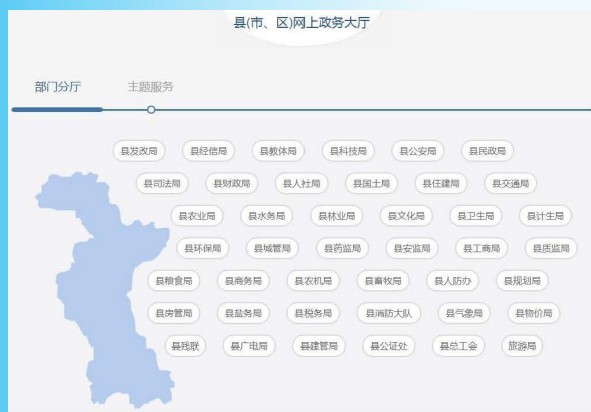 县(市、区)网上政务大厅
部门分厅 主题服务
县发改局 县经信局 县教体局 县科技局 县公安局 县民政局
县司法局 县财政局 县人社局 县国土局 县住建局 县交通局
县农业局 县水务局 县林业局 县文化局 县卫生局 县计生局
县环保局 县城管局 县药监局 县安监局 县工商局 县质监局
县粮食局 县商务局 县农机局 县畜牧局 县人防办 县规划局
县房管局 县盐务局 县税务局 县消防大队 县气象局 县物价局
县残联 县广电局 县建管局 县公证处 县总工会 旅游局